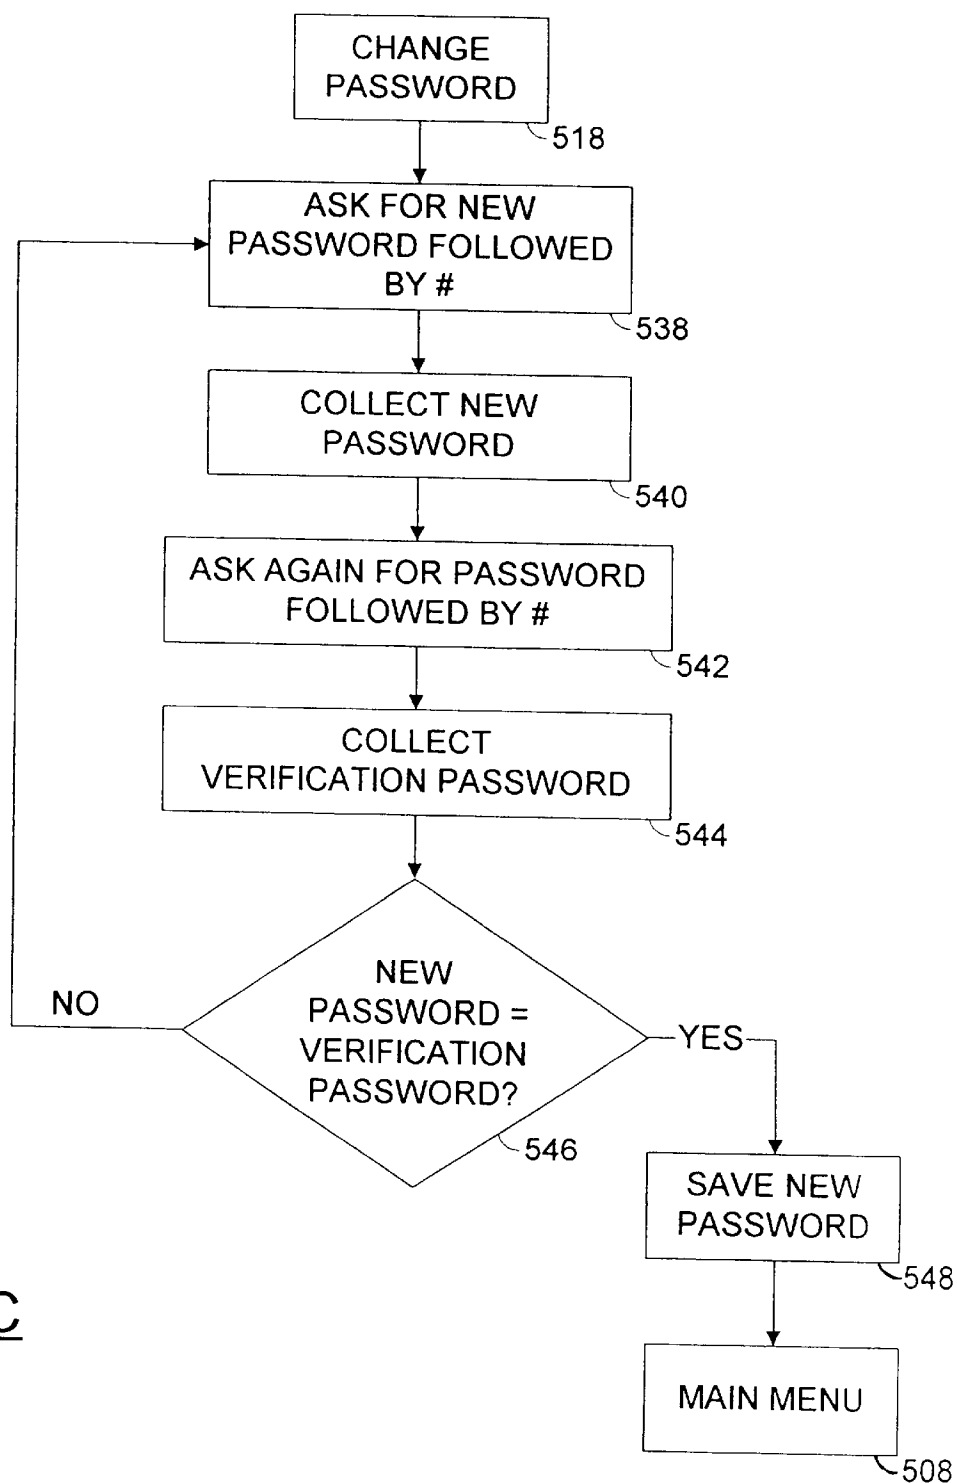 CHANGE
PASSWORD
518
ASK FOR NEW
PASSWORD FOLLOWED
BY #
538
COLLECT NEW
PASSWORD
540
ASK AGAIN FOR PASSWORD
FOLLOWED BY #
542
COLLECT
VERIFICATION PASSWORD
544
NEW
PASSWORD =
VERIFICATION
PASSWORD?
546
NO
YES
SAVE NEW
PASSWORD
548
C
MAIN MENU
508